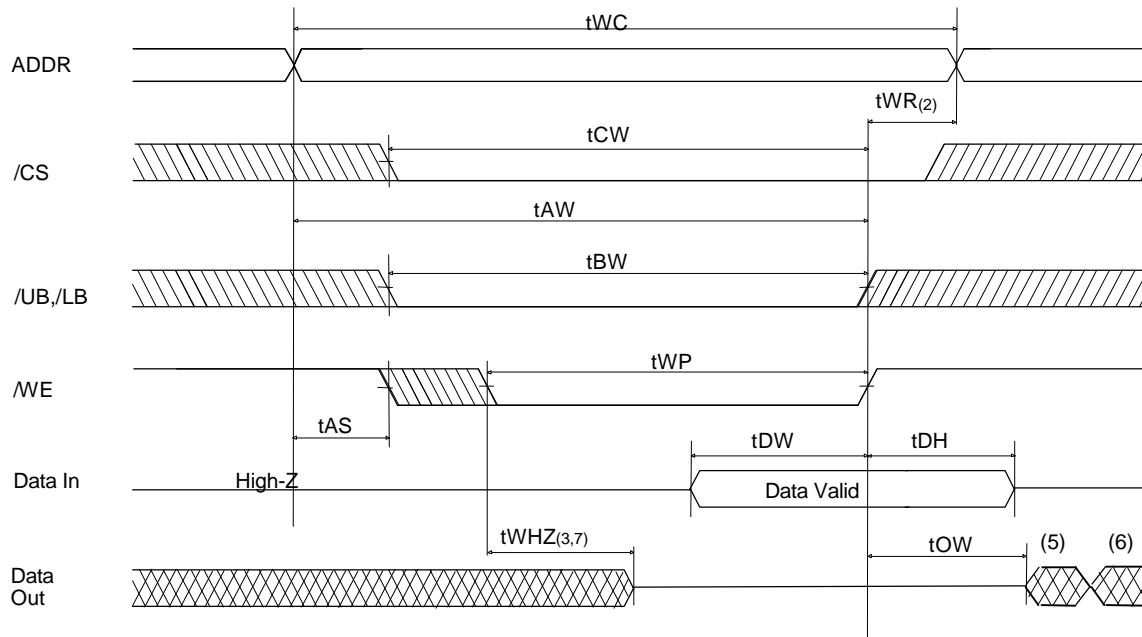 tWC
ADDR
tWR(2)
tCW
/CS
tAW
tBW
/UB,/LB
tWP
/WE
tAS
tDW
tDH
Data In
High-Z
Data Valid
tWHZ(3,7)
tOW
(5)
(6)
Data
Out